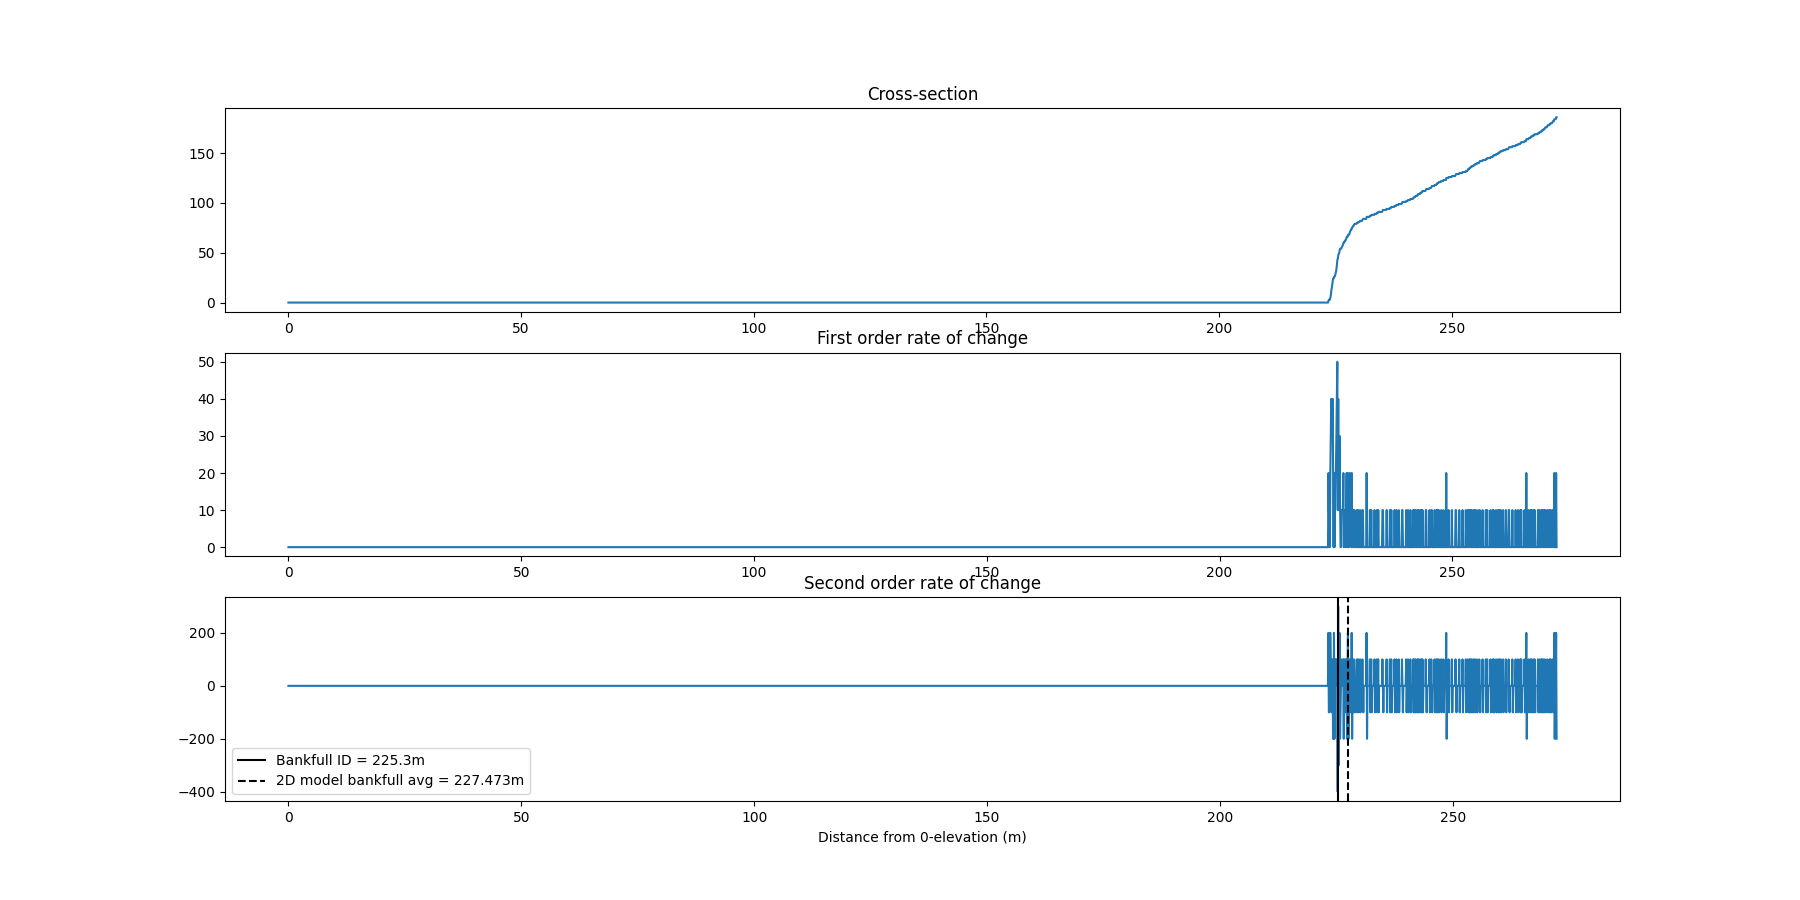 Cross-section
150
100
50
0
0 50 100 150 200 250
First order rate of change
50
40
30
20
10
0
0 50 100 150 200 250
Second order rate of change
200
0
−200
−400
Bankfull ID = 225.3m
2D model bankfull avg = 227.473m
0 50 100 150 200 250
Distance from 0-elevation (m)